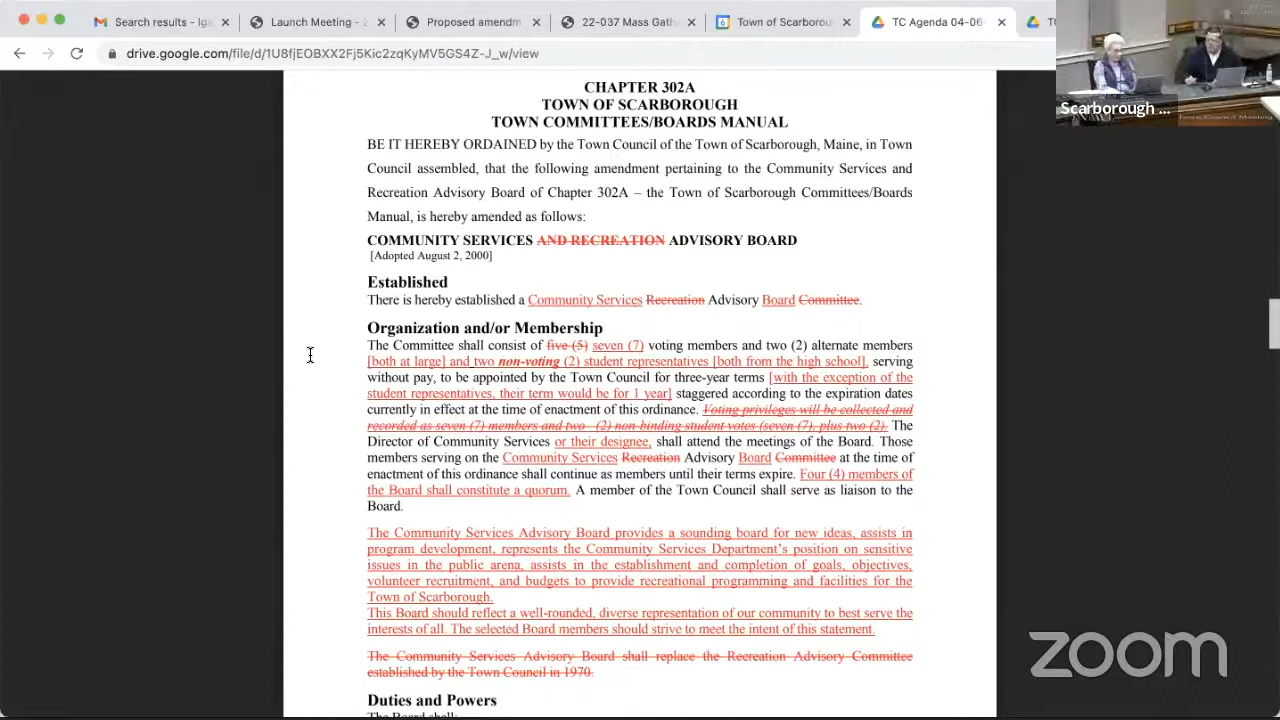 Search results - Iga
Launch Meeting - Z
Proposed amendm
22-037 Mass Gath
Town of Scarborou
TC Agenda 04-06-
drive.google.com/file/d/1U8fjEOBXX2Fj5Kic2zqKyMV5GS4Z-J_w/view
Scarborough ...
CHAPTER 302A
TOWN OF SCARBOROUGH
TOWN COMMITTEES/BOARDS MANUAL
BE IT HEREBY ORDAINED by the Town Council of the Town of Scarborough, Maine, in Town
Council assembled, that the following amendment pertaining to the Community Services and
Recreation Advisory Board of Chapter 302A – the Town of Scarborough Committees/Boards
Manual, is hereby amended as follows:
COMMUNITY SERVICES AND RECREATION ADVISORY BOARD
[Adopted August 2, 2000]
Established
There is hereby established a Community Services Recreation Advisory Board Committee.
Organization and/or Membership
The Committee shall consist of five (5) seven (7) voting members and two (2) alternate members
[both at large] and two non-voting (2) student representatives [both from the high school], serving
without pay, to be appointed by the Town Council for three-year terms [with the exception of the
student representatives, their term would be for 1 year] staggered according to the expiration dates
currently in effect at the time of enactment of this ordinance. Voting privileges will be collected and
recorded as seven (7) members and two (2) non-binding student votes (seven (7), plus two (2). The
Director of Community Services or their designee, shall attend the meetings of the Board. Those
members serving on the Community Services Recreation Advisory Board Committee at the time of
enactment of this ordinance shall continue as members until their terms expire. Four (4) members of
the Board shall constitute a quorum. A member of the Town Council shall serve as liaison to the
Board.
The Community Services Advisory Board provides a sounding board for new ideas, assists in
program development, represents the Community Services Department's position on sensitive
issues in the public arena, assists in the establishment and completion of goals, objectives,
volunteer recruitment, and budgets to provide recreational programming and facilities for the
Town of Scarborough.
This Board should reflect a well-rounded, diverse representation of our community to best serve the
interests of all. The selected Board members should strive to meet the intent of this statement.
The Community Services Advisory Board shall replace the Recreation Advisory Committee
established by the Town Council in 1970.
Duties and Powers
The Board shall:
zoom